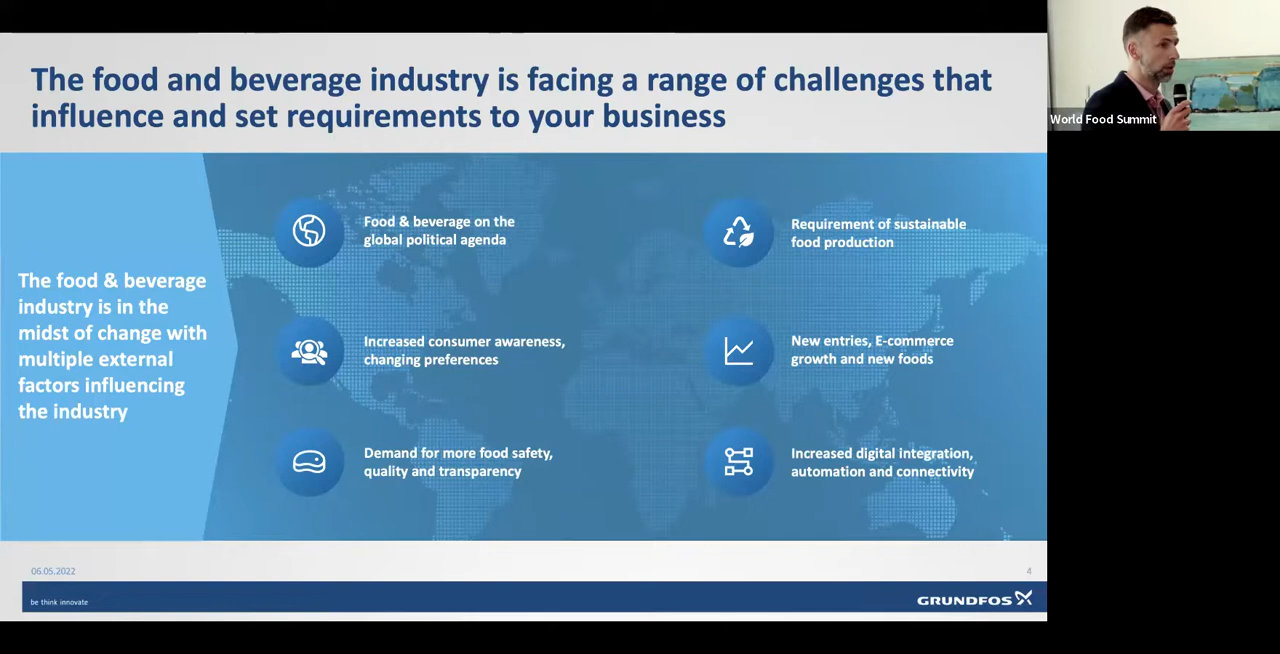 The food and beverage industry is facing a range of challenges that
influence and set requirements to your business
World Food Summit
The food & beverage
industry is in the
midst of change with
multiple external
factors influencing
the industry
Food & beverage on the
global political agenda
Increased consumer awareness,
changing preferences
Demand for more food safety,
quality and transparency
Requirement of sustainable
food production
New entries, E-commerce
growth and new foods
Increased digital integration,
automation and connectivity
06.05.2022
4
be think innovate
GRUNDFOS